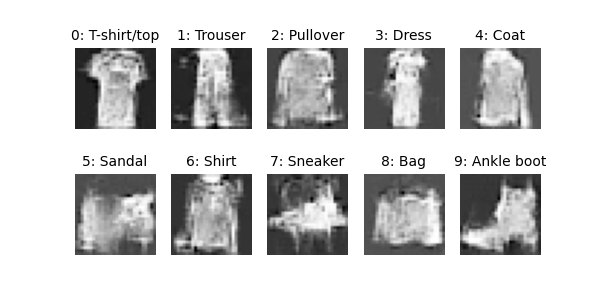 0: T-shirt/top 1: Trouser 2: Pullover 3: Dress 4: Coat
5: Sandal 6: Shirt 7: Sneaker 8: Bag 9: Ankle boot